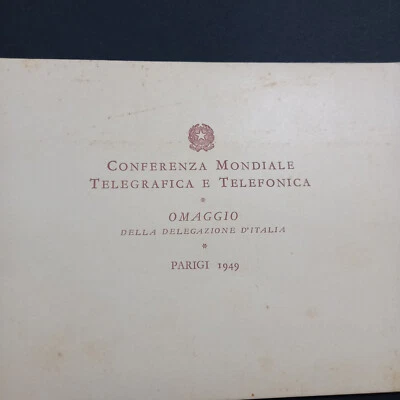 CONFERENZA MONDIALE
TELEGRAFICA E TELEFONICA
*
OMAGGIO
DELLA DELEGAZIONE D'ITALIA
*
PARIGI 1949